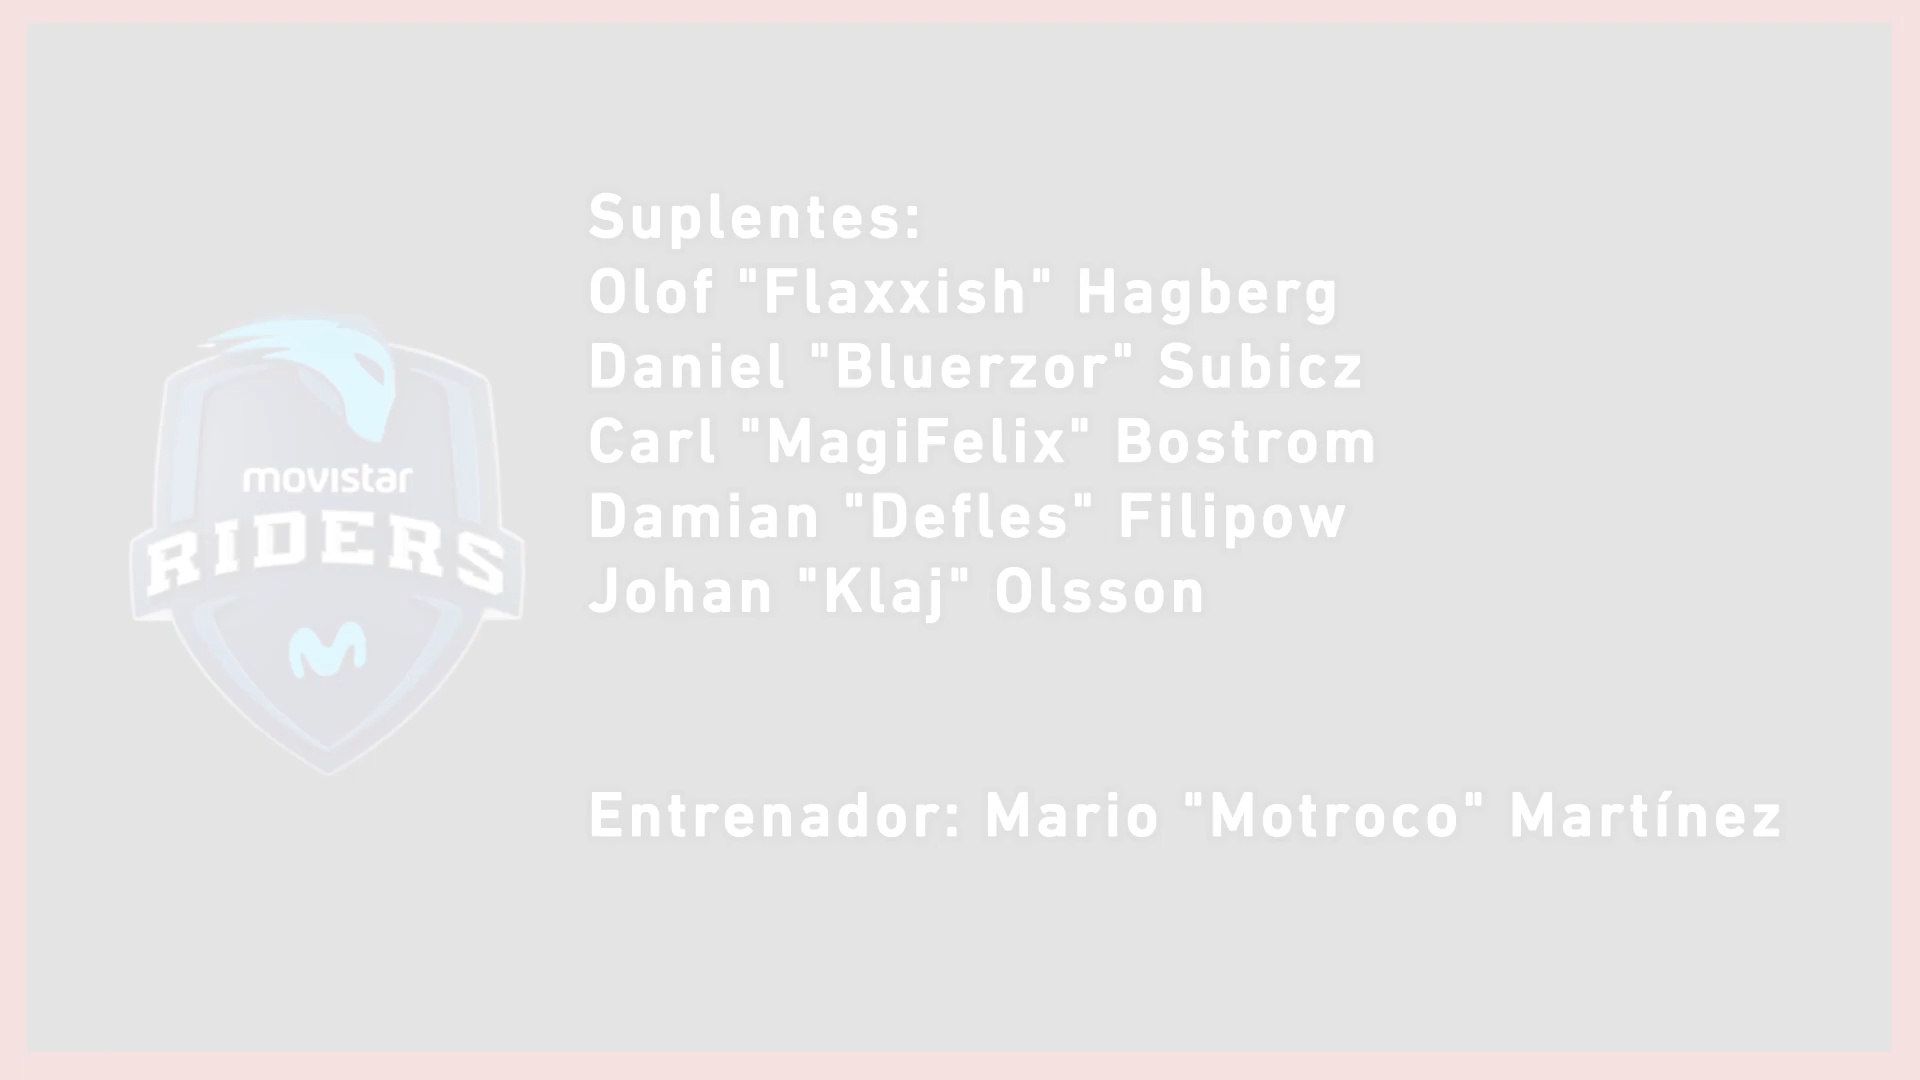 Suplentes:
Olof "Flaxxish" Hagberg
Daniel "Bluerzor" Subicz
Carl "MagiFelix" Bostrom
Damian "Defles" Filipow
Johan "Klaj" Olsson
movistar
RIDERS
Entrenador: Mario "Motroco" Martínez